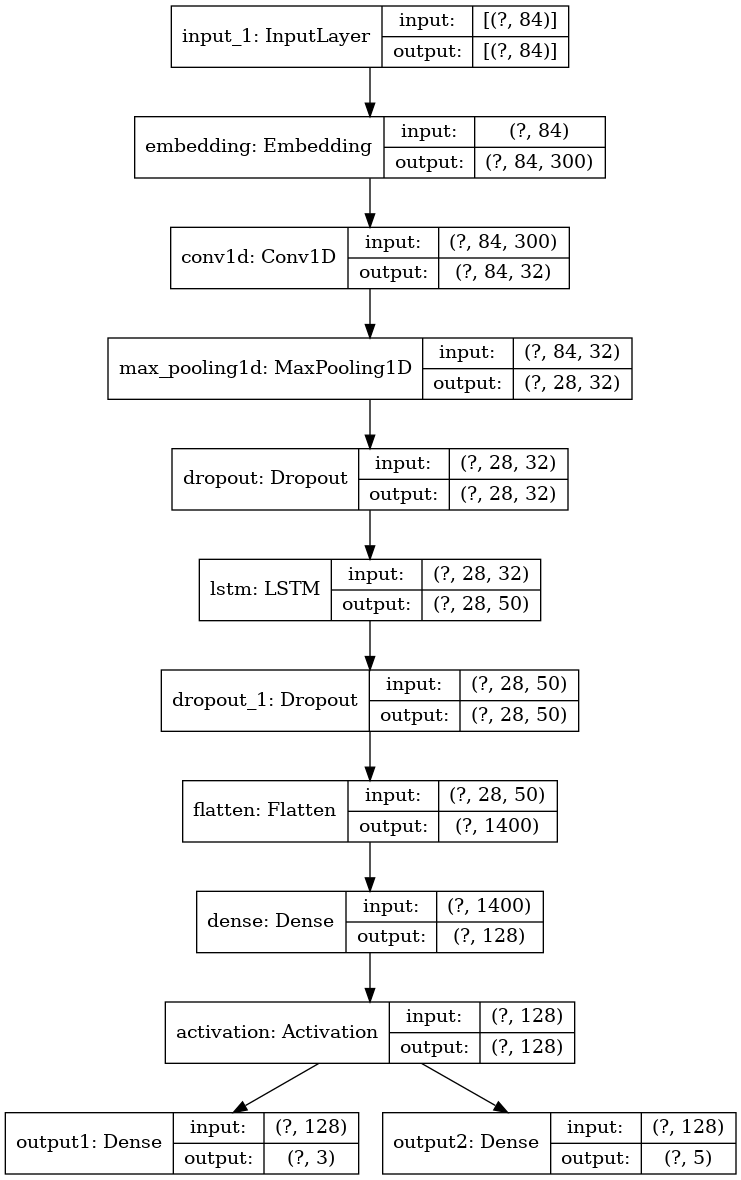 input_1: InputLayer
input: [(?, 84)]
output: [(?, 84)]
embedding: Embedding
input: (?, 84)
output: (?, 84, 300)
conv1d: Conv1D
input: (?, 84, 300)
output: (?, 84, 32)
max_pooling1d: MaxPooling1D
input: (?, 84, 32)
output: (?, 28, 32)
dropout: Dropout
input: (?, 28, 32)
output: (?, 28, 32)
lstm: LSTM
input: (?, 28, 32)
output: (?, 28, 50)
dropout_1: Dropout
input: (?, 28, 50)
output: (?, 28, 50)
flatten: Flatten
input: (?, 28, 50)
output: (?, 1400)
dense: Dense
input: (?, 1400)
output: (?, 128)
activation: Activation
input: (?, 128)
output: (?, 128)
output1: Dense
input: (?, 128)
output: (?, 3)
output2: Dense
input: (?, 128)
output: (?, 5)